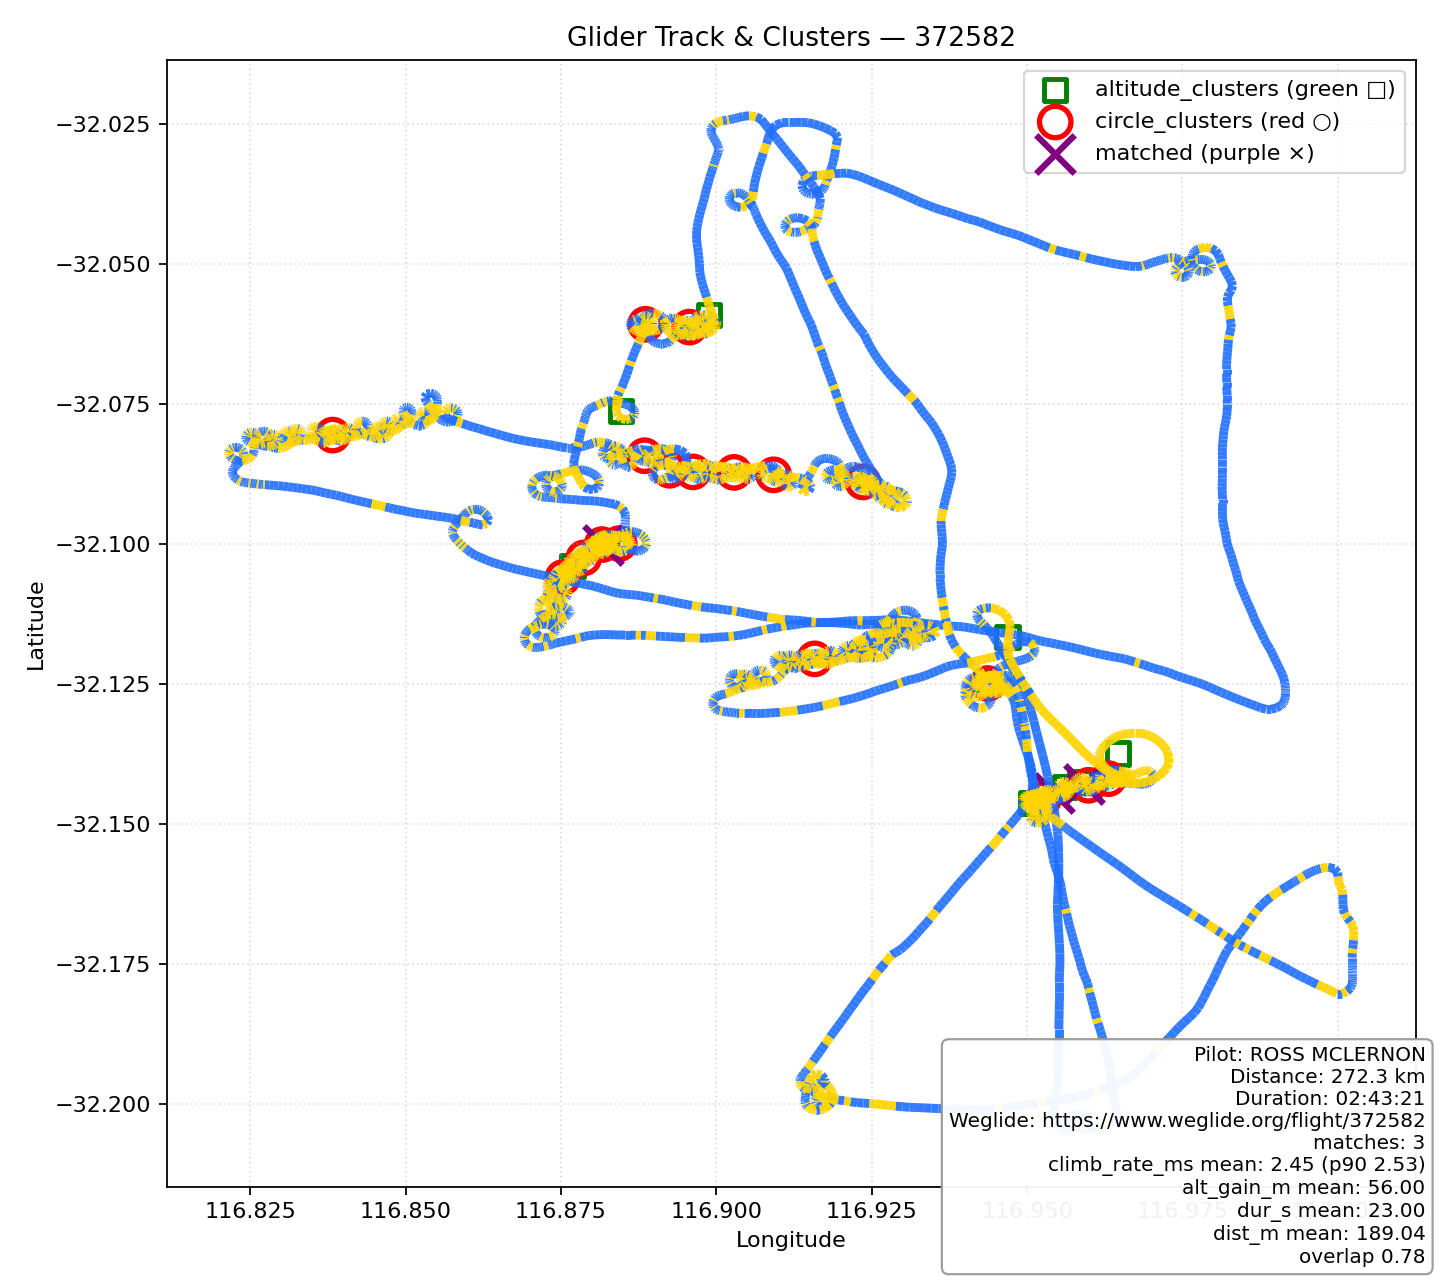 Glider Track & Clusters — 372582
altitude_clusters (green □)
circle_clusters (red ○)
matched (purple ×)
Latitude
−32.025
−32.050
−32.075
−32.100
−32.125
−32.150
−32.175
−32.200
116.825
116.850
116.875
116.900
116.925
116.950
116.975
Longitude
Pilot: ROSS MCLERNON
Distance: 272.3 km
Duration: 02:43:21
Weglide: https://www.weglide.org/flight/372582
matches: 3
climb_rate_ms mean: 2.45 (p90 2.53)
alt_gain_m mean: 56.00
dur_s mean: 23.00
dist_m mean: 189.04
overlap 0.78